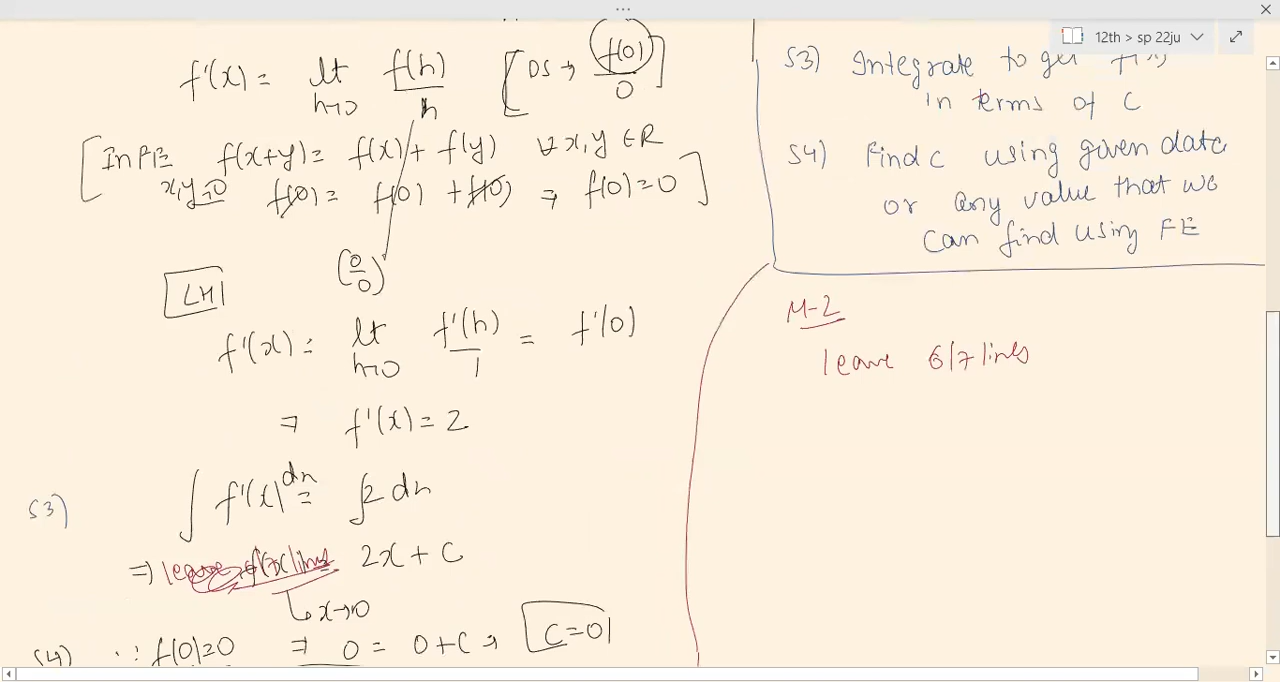 12th > sp 22ju
f'(x) = lt h→0 f(h)/h [DS → f(0)/0]
[In FE f(x+y) = f(x) + f(y) ∀ x,y ∈ R
x,y=0 f(0) = f(0) + f(0) ⇒ f(0)=0]
(0/0)
LH
f'(x) = lt h→0 f'(h)/1 = f'(0)
⇒ f'(x) = 2
S3) ∫ f'(x) dx = ∫ 2 dx
⇒ 2x + C
↳ x→0
S4) ∵ f(0)=0 ⇒ 0 = 0+C ⇒ C=0
S3) Integrate to get f(x)
in terms of C
S4) Find C using given data
or any value that we
can find using FE
M-2
leave 6/7 lines